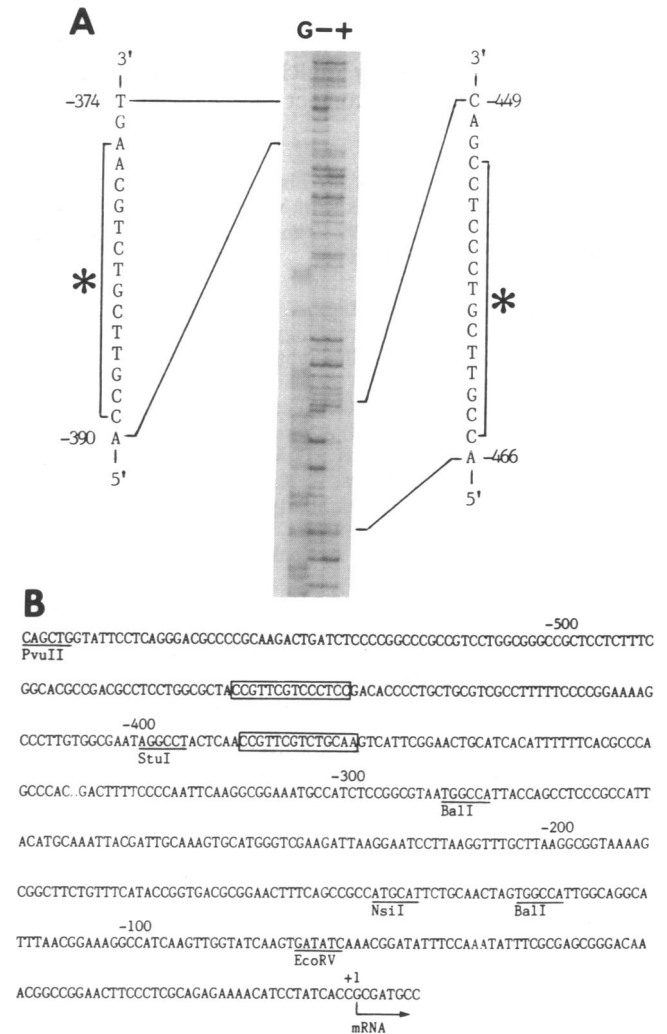 A
G-+
3'
-374 T
G
A
A
C
G
T
C
T
G
C
T
T
G
C
C
-390 A
5'
*
3'
C -449
A
G
C
C
T
C
C
C
T
G
C
T
T
G
C
C
A -466
5'
*
B
-500
CAGCTGGTATTCCTCAGGGACGCCCCGCAAGACTGATCTCCCCGGCCCGCCGTCCTGGCGGGCCGCTCCTCTTTC
PvuII
GGCACGCCGACGCCTCCTGGCGCTACCGTTCGTCCCTCCGACACCCCTGCTGCGTCGCCTTTTTCCCCGGAAAAG
-400
CCCTTGTGGCGAATAGGCCTACTCAACCGTTCGTCTGCAAGTCATTCGGAACTGCATCACATTTTTTCACGCCCA
StuI
-300
GCCCAC..GACTTTTCCCCAATTCAAGGCGGAAATGCCATCTCCGGCGTAATGGCCATTACCAGCCTCCCGCCATT
BalI
-200
ACATGCAAATTACGATTGCAAAGTGCATGGGTCGAAGATTAAGGAATCCTTAAGGTTTGCTTAAGGCGGTAAAAG
CGGCTTCTGTTTCATACCGGTGACGCGGAACTTTCAGCCGCCATGCATTCTGCAACTAGTGGCCATTGGCAGGCA
NsiI BalI
-100
TTTAACGGAAAGGCCATCAAGTTGGTATCAAGTGATATCAAACGGATATTTCCAAATATTTCGCGAGCGGGACAA
EcoRV
+1
ACGGCCGGAACTTCCCTCGCAGAGAAAACATCCTATCACCGCGATGCC
mRNA